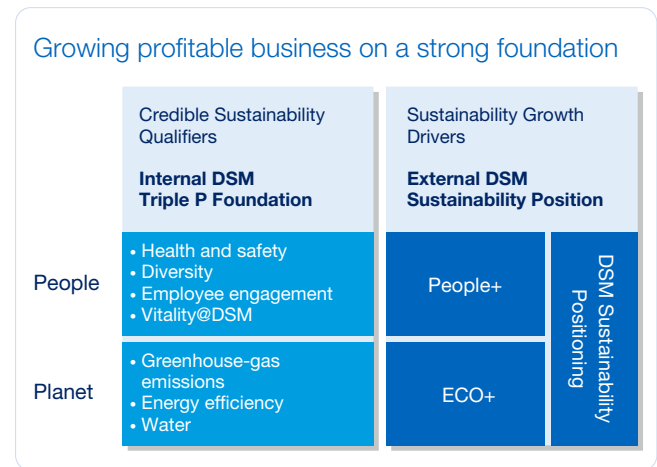 Growing profitable business on a strong foundation
Credible Sustainability
Qualifiers
Internal DSM
Triple P Foundation
Sustainability Growth
Drivers
External DSM
Sustainability Position
People
• Health and safety
• Diversity
• Employee engagement
• Vitality@DSM
People+
DSM Sustainability
Positioning
Planet
• Greenhouse-gas
emissions
• Energy efficiency
• Water
ECO+